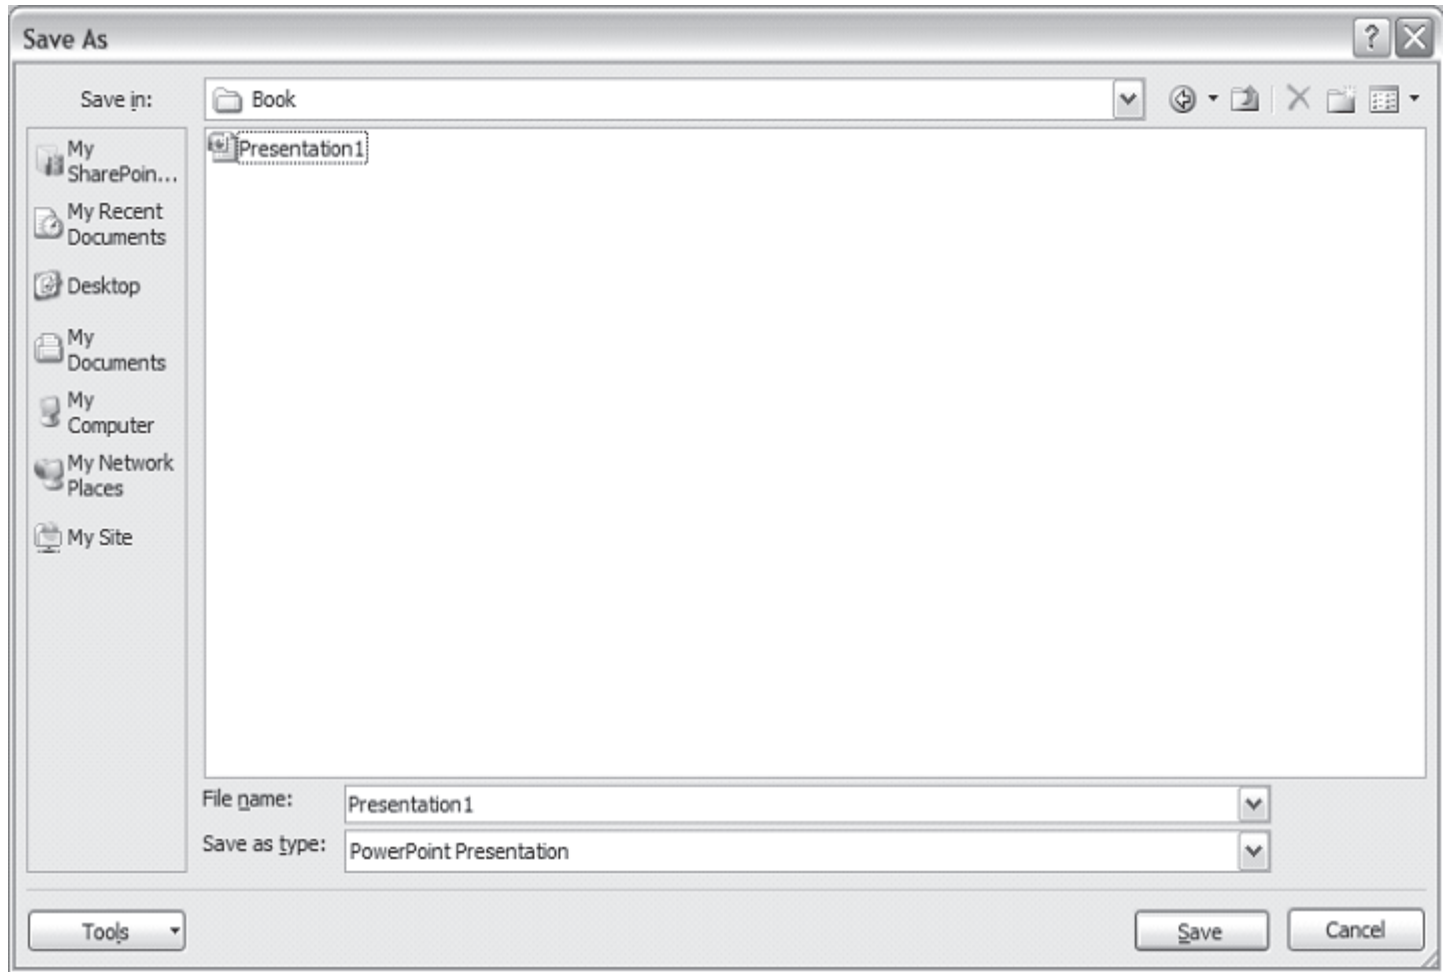 Save As
?
Save in:
Book
My
SharePoin...
My Recent
Documents
Desktop
My
Documents
My
Computer
My Network
Places
My Site
Presentation1
File name:
Presentation1
Save as type:
PowerPoint Presentation
Tools
Save
Cancel